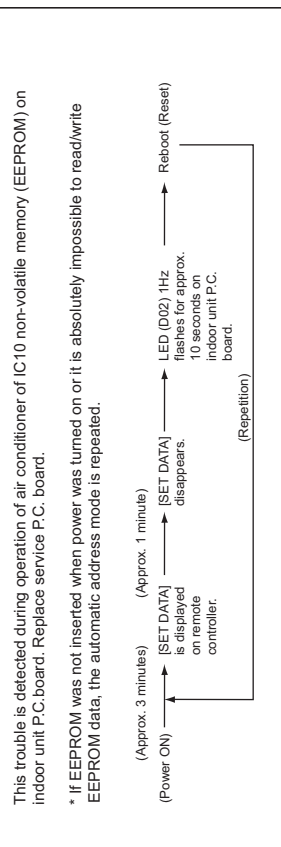 This trouble is detected during operation of air conditioner of IC10 non-volatile memory (EEPROM) on
indoor unit P.C.board. Replace service P.C. board.
* If EEPROM was not inserted when power was turned on or it is absolutely impossible to read/write
EEPROM data, the automatic address mode is repeated.
(Approx. 3 minutes)
(Approx. 1 minute)
(Power ON)
[SET DATA]
is displayed
on remote
controller.
[SET DATA]
disappears.
LED (D02) 1Hz
flashes for approx.
10 seconds on
indoor unit P.C.
board.
Reboot (Reset)
(Repetition)